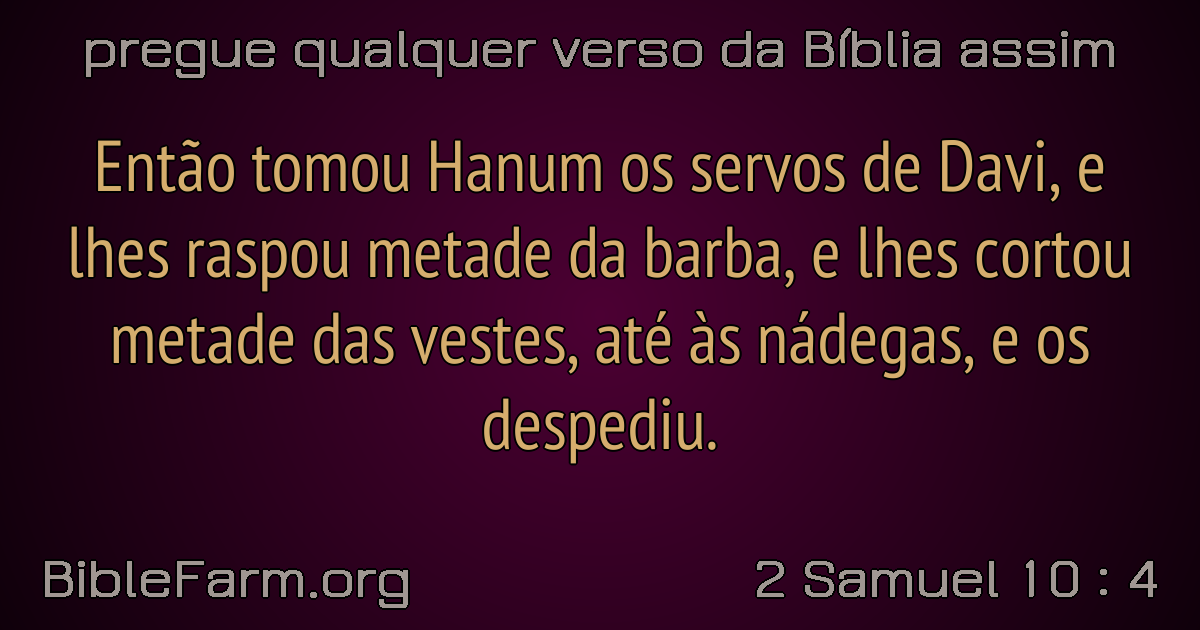 pregue qualquer verso da Bíblia assim
Então tomou Hanum os servos de Davi, e
lhes raspou metade da barba, e lhes cortou
metade das vestes, até às nádegas, e os
despediu.
BibleFarm.org
2 Samuel 10 : 4